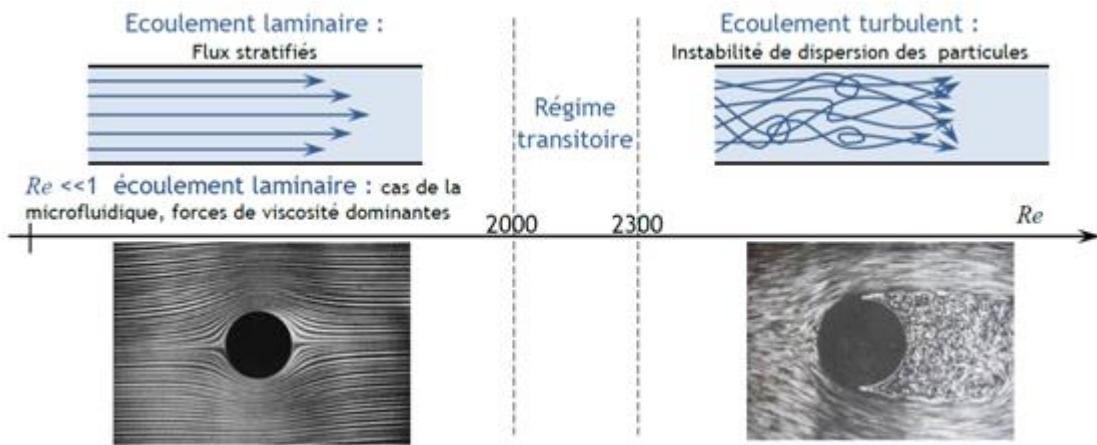 Ecoulement laminaire :
Flux stratifiés
Re <<1 écoulement laminaire : cas de la
microfluidique, forces de viscosité dominantes
Régime
transitoire
Ecoulement turbulent :
Instabilité de dispersion des particules
2000
2300
Re